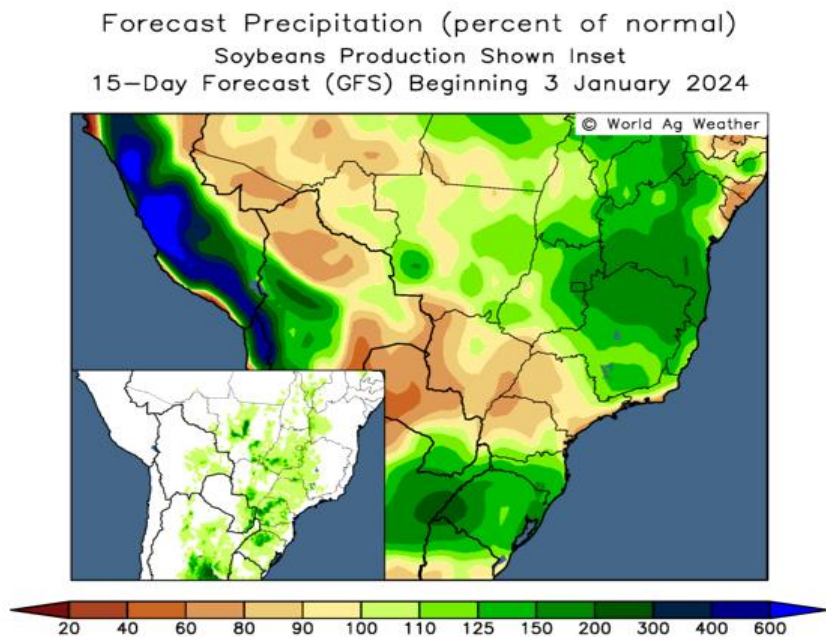 Forecast Precipitation (percent of normal)
Soybeans Production Shown Inset
15-Day Forecast (GFS) Beginning 3 January 2024
© World Ag Weather
20 40 60 80 90 100 110 125 150 200 300 400 600